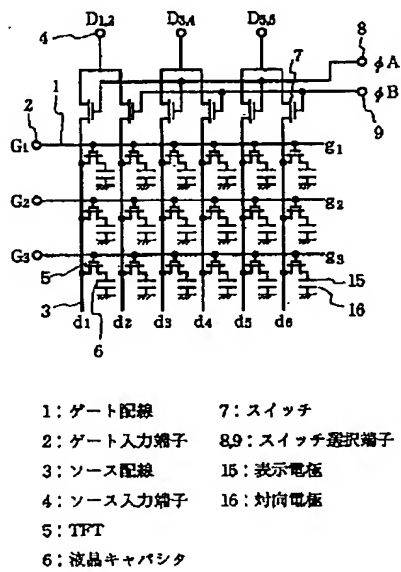 D1,2 D3,4 D5,6
4
8
φA
7
φB
1
2
9
G1 g1
G2 g2
G3 g3
5
15
3
16
d1 d2 d3 d4 d5 d6
6
1:ゲート配線
2:ゲート入力端子
3:ソース配線
4:ソース入力端子
5:TFT
6:液晶キャパシタ
7:スイッチ
8,9:スイッチ選択端子
15:表示電極
16:対向電極